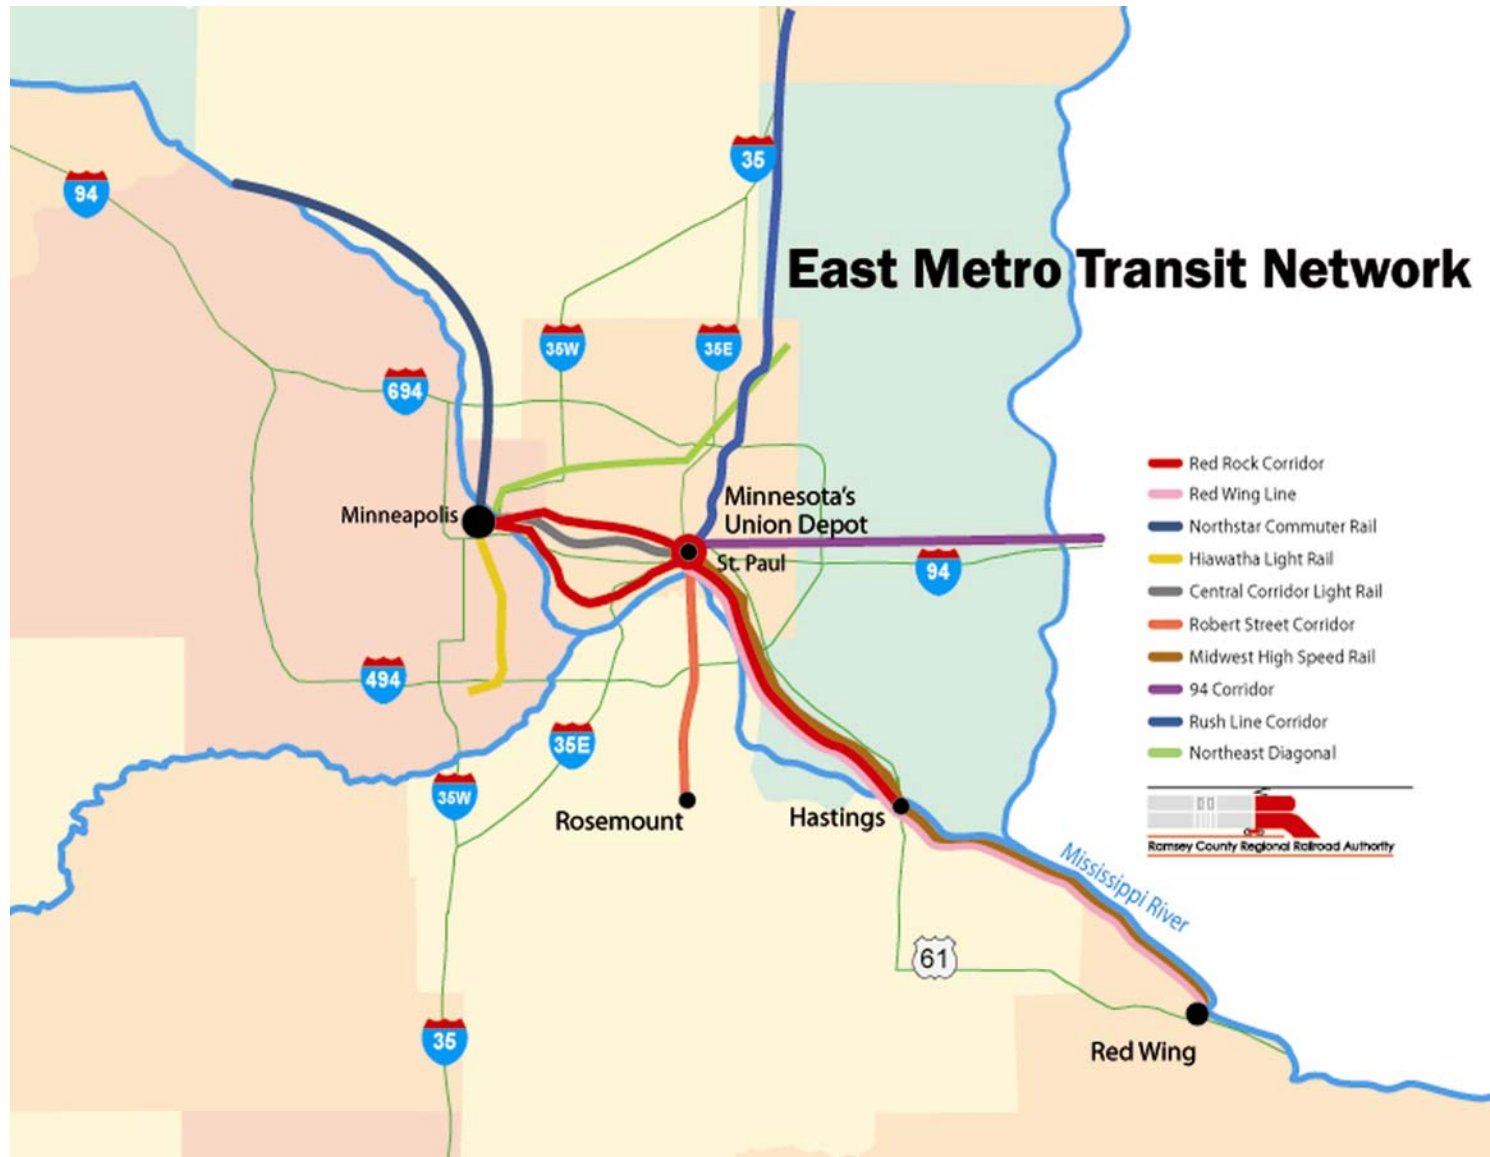 94
35
East Metro Transit Network
35W
35E
694
Red Rock Corridor
Red Wing Line
Northstar Commuter Rail
Hiawatha Light Rail
Central Corridor Light Rail
Robert Street Corridor
Midwest High Speed Rail
94 Corridor
Rush Line Corridor
Northeast Diagonal
Minneapolis
Minnesota's
Union Depot
St. Paul
94
494
35E
35W
Rosemount
Hastings
Ramsey County Regional Railroad Authority
Mississippi River
61
35
Red Wing